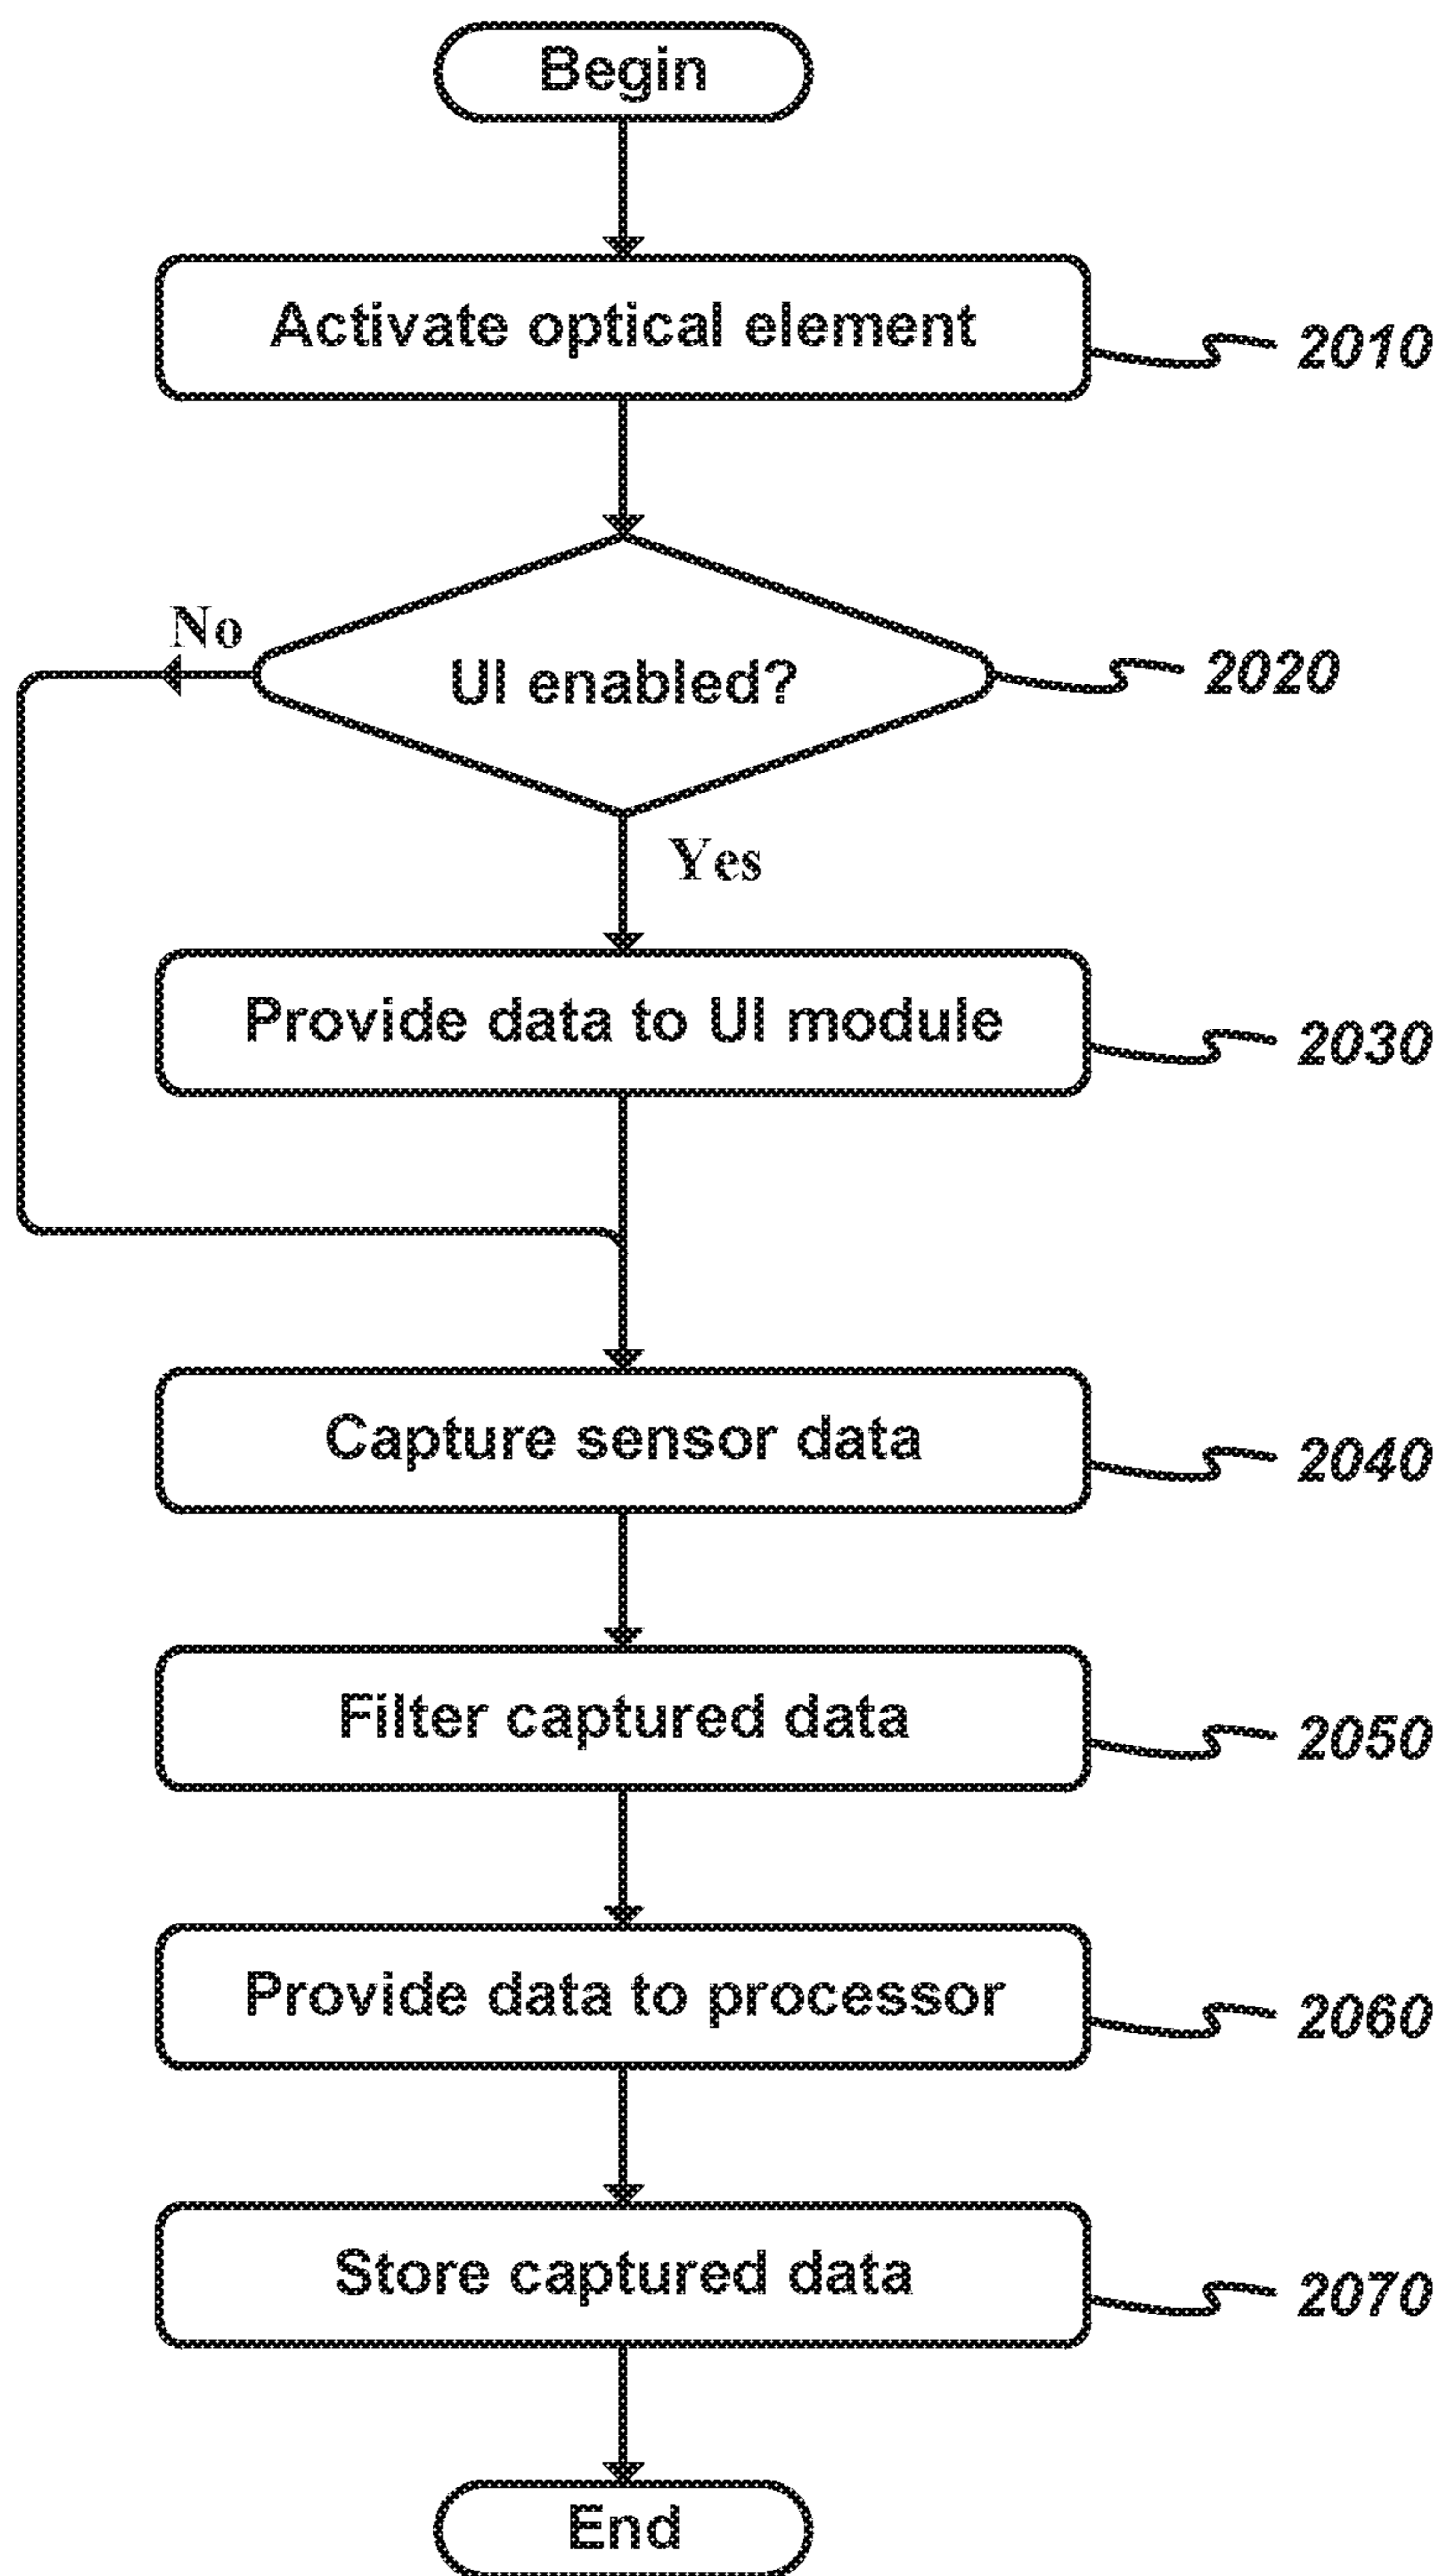 Begin
Activate optical element
2010
No
UI enabled?
2020
Yes
Provide data to UI module
2030
Capture sensor data
2040
Filter captured data
2050
Provide data to processor
2060
Store captured data
2070
End